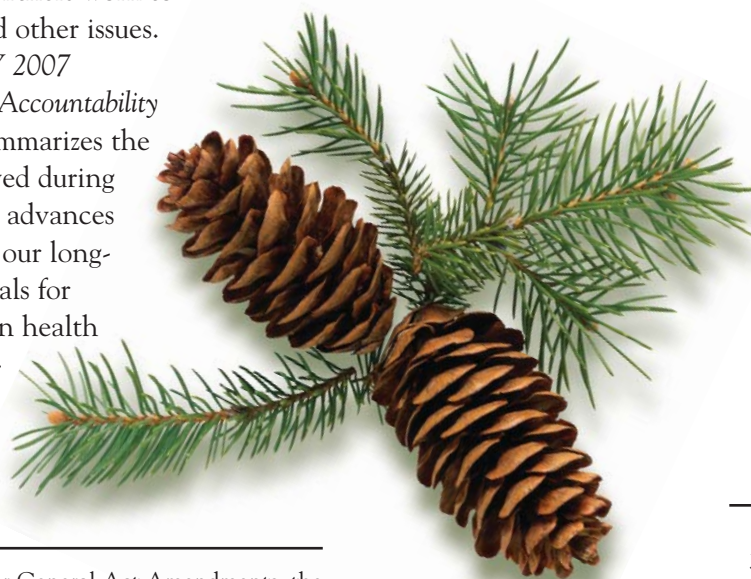 d other issues.
Y 2007
Accountability
mmarizes the
ved during
advances
our long-
als for
n health
General Act Amendments, the